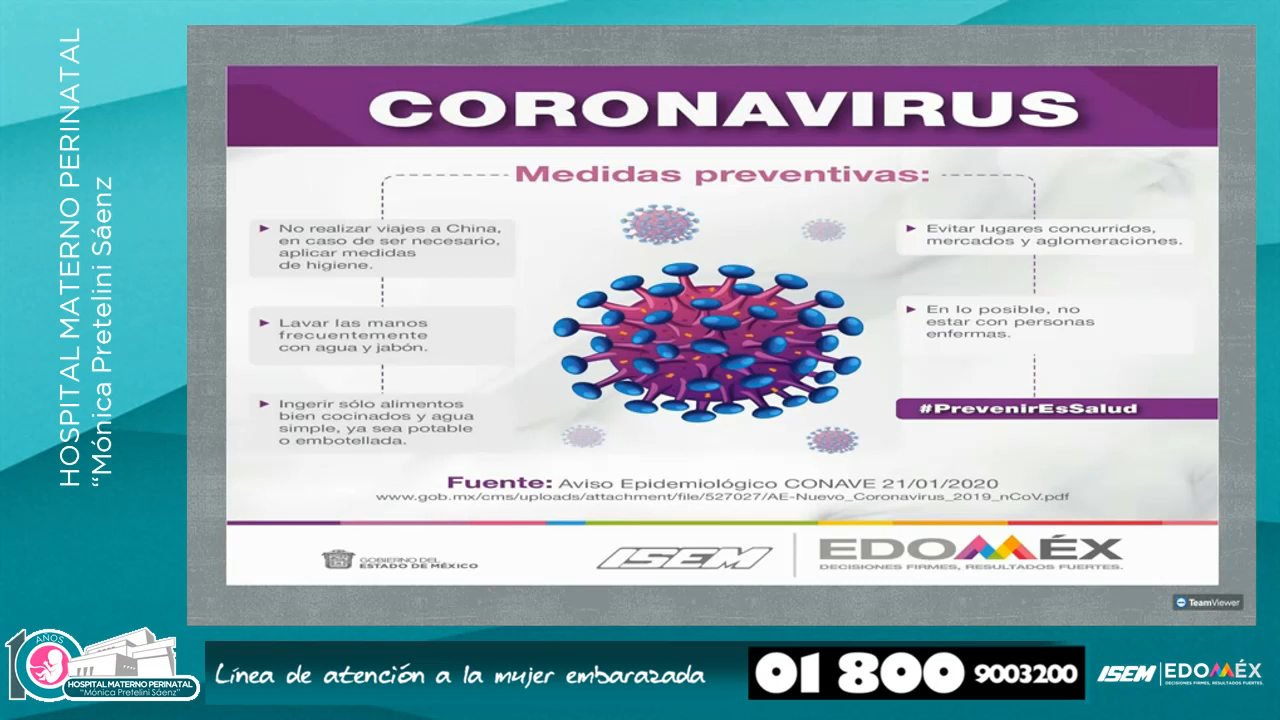 HOSPITAL MATERNO PERINATAL
“Mónica Pretelini Sáenz
CORONAVIRUS
Medidas preventivas:
No realizar viajes a China,
en caso de ser necesario,
aplicar medidas
de higiene.
Lavar las manos
frecuentemente
con agua y jabón.
Ingerir sólo alimentos
bien cocinados y agua
simple, ya sea potable
o embotellada.
Evitar lugares concurridos,
mercados y aglomeraciones.
En lo posible, no
estar con personas
enfermas.
#PrevenirEsSalud
Fuente: Aviso Epidemiológico CONAVE 21/01/2020
www.gob.mx/cms/uploads/attachment/file/527027/AE-Nuevo_Coronavirus_2019_nCoV.pdf
GOBIERNO DEL
ESTADO DE MÉXICO
ISEM
EDOMÉX
DECISIONES FIRMES, RESULTADOS FUERTES.
TeamViewer
10 AÑOS
HOSPITAL MATERNO PERINATAL
“Mónica Pretelini Sáenz”
Línea de atención a la mujer embarazada
01 800 9003200
ISEM
EDOMÉX
DECISIONES FIRMES, RESULTADOS FUERTES.